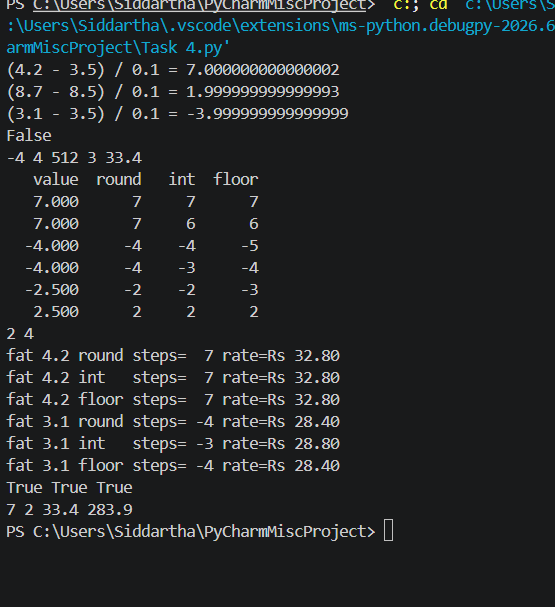 PS C:\Users\Siddartha\PyCharmMiscProject>  c:; cd  'c:\Users\S
:\Users\Siddartha\.vscode\extensions\ms-python.debugpy-2026.6
armMiscProject\Task 4.py'
(4.2 - 3.5) / 0.1 = 7.000000000000002
(8.7 - 8.5) / 0.1 = 1.999999999999993
(3.1 - 3.5) / 0.1 = -3.999999999999999
False
-4 4 512 3 33.4
   value  round   int  floor
   7.000      7     7      7
   7.000      7     6      6
  -4.000     -4    -4     -5
  -4.000     -4    -3     -4
  -2.500     -2    -2     -3
   2.500      2     2      2
2 4
fat 4.2 round steps=  7 rate=Rs 32.80
fat 4.2 int   steps=  7 rate=Rs 32.80
fat 4.2 floor steps=  7 rate=Rs 32.80
fat 3.1 round steps= -4 rate=Rs 28.40
fat 3.1 int   steps= -3 rate=Rs 28.80
fat 3.1 floor steps= -4 rate=Rs 28.40
True True True
7 2 33.4 283.9
PS C:\Users\Siddartha\PyCharmMiscProject>